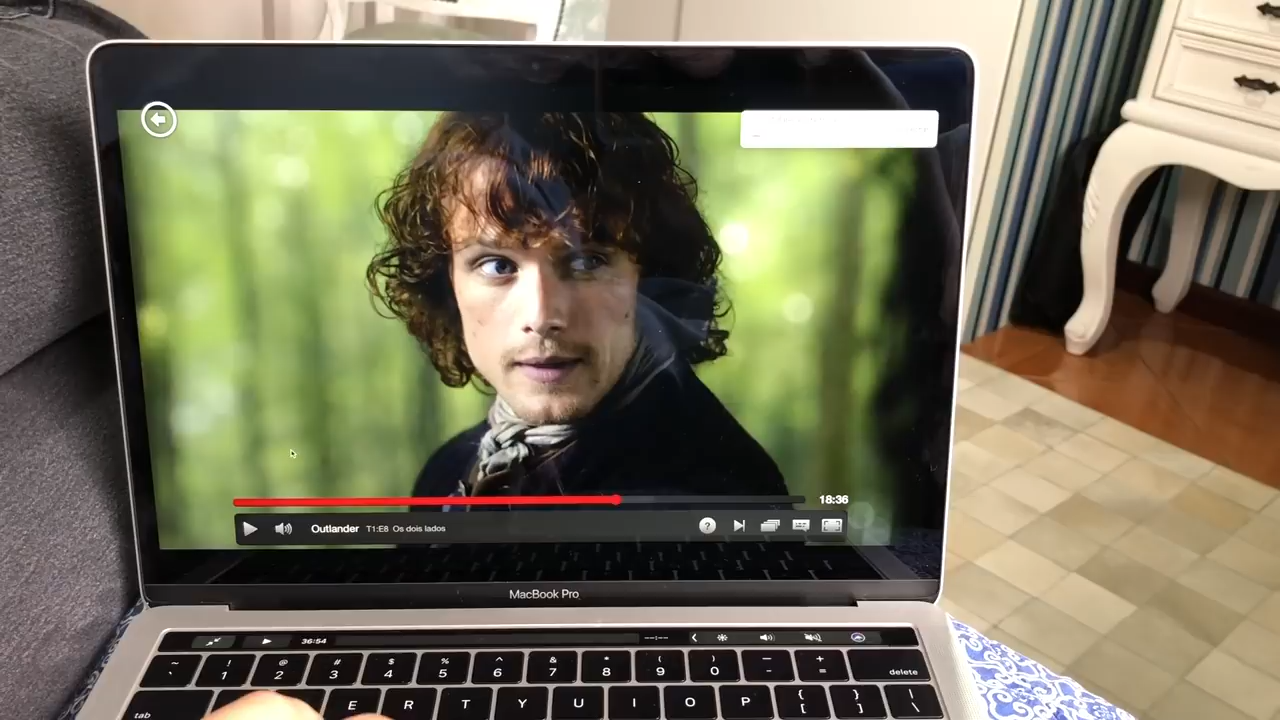 18:36
Outlander T1:E8 Os dois lados
?
MacBook Pro
36:54 --:--
~ ! @ # $ % ^ & * ( ) — + delete
` 1 2 3 4 5 6 7 8 9 0 - =
tab E R T Y U I O P { } |
[ ] \